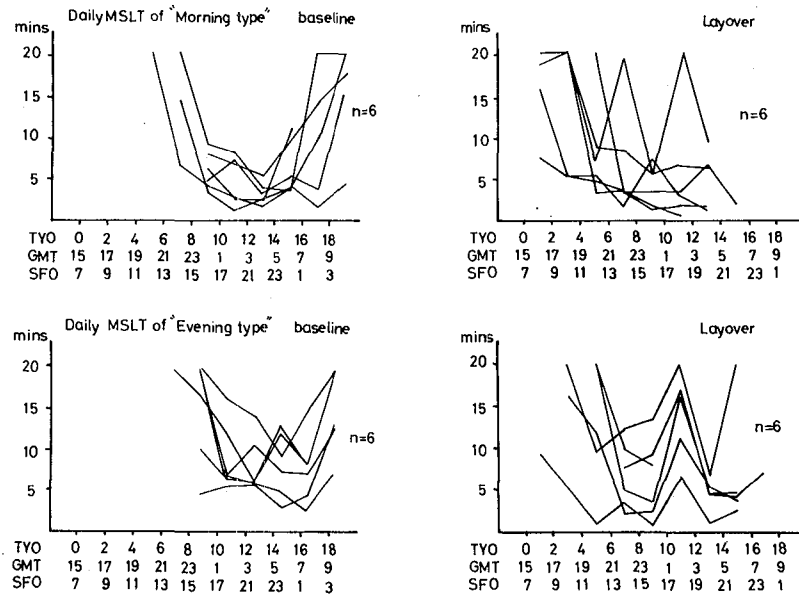 Daily MSLT of "Morning type" baseline
mins
20
15
10
5
n=6
TYO 0 2 4 6 8 10 12 14 16 18
GMT 15 17 19 21 23 1 3 5 7 9
SFO 7 9 11 13 15 17 21 23 1 3
Layover
mins
20
15
10
5
n=6
TYO 0 2 4 6 8 10 12 14 16 18
GMT 15 17 19 21 23 1 3 5 7 9
SFO 7 9 11 13 15 17 19 21 23 1
Daily MSLT of "Evening type" baseline
mins
20
15
10
5
n=6
TYO 0 2 4 6 8 10 12 14 16 18
GMT 15 17 19 21 23 1 3 5 7 9
SFO 7 9 11 13 15 17 21 23 1 3
Layover
mins
20
15
10
5
n=6
TYO 0 2 4 6 8 10 12 14 16 18
GMT 15 17 19 21 23 1 3 5 7 9
SFO 7 9 11 13 15 17 19 21 23 1